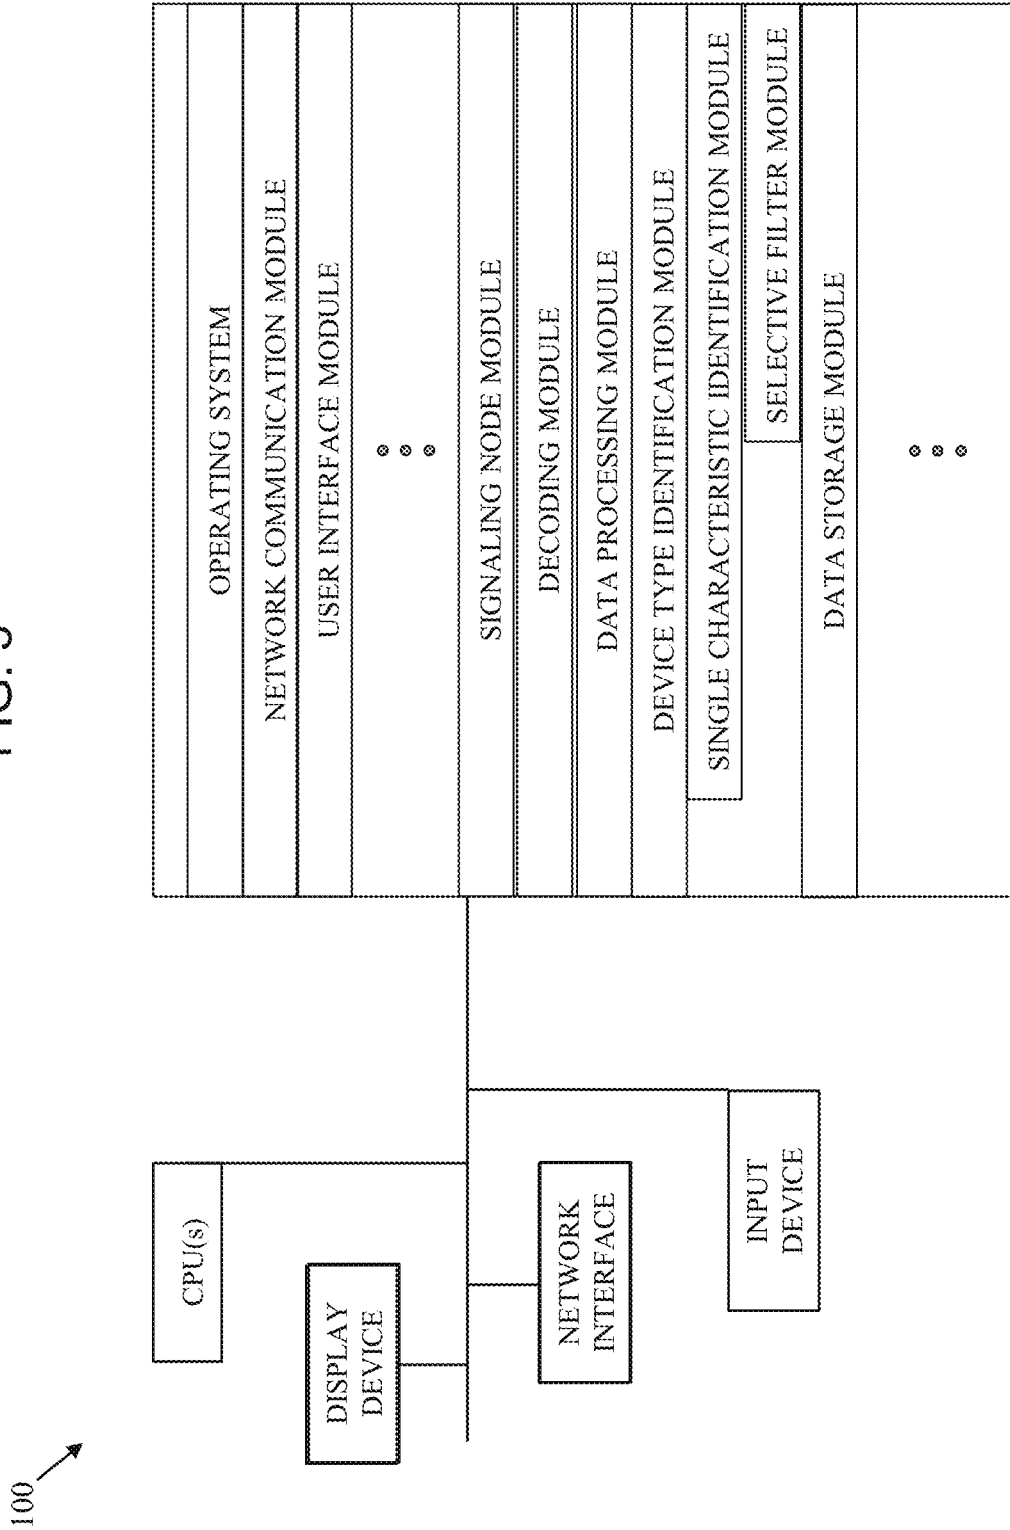 FIG.
100
CPU(s)
DISPLAY
DEVICE
NETWORK
INTERFACE
INPUT
DEVICE
OPERATING SYSTEM
NETWORK COMMUNICATION MODULE
USER INTERFACE MODULE
SIGNALING NODE MODULE
DECODING MODULE
DATA PROCESSING MODULE
DEVICE TYPE IDENTIFICATION MODULE
SINGLE CHARACTERISTIC IDENTIFICATION MODULE
SELECTIVE FILTER MODULE
DATA STORAGE MODULE